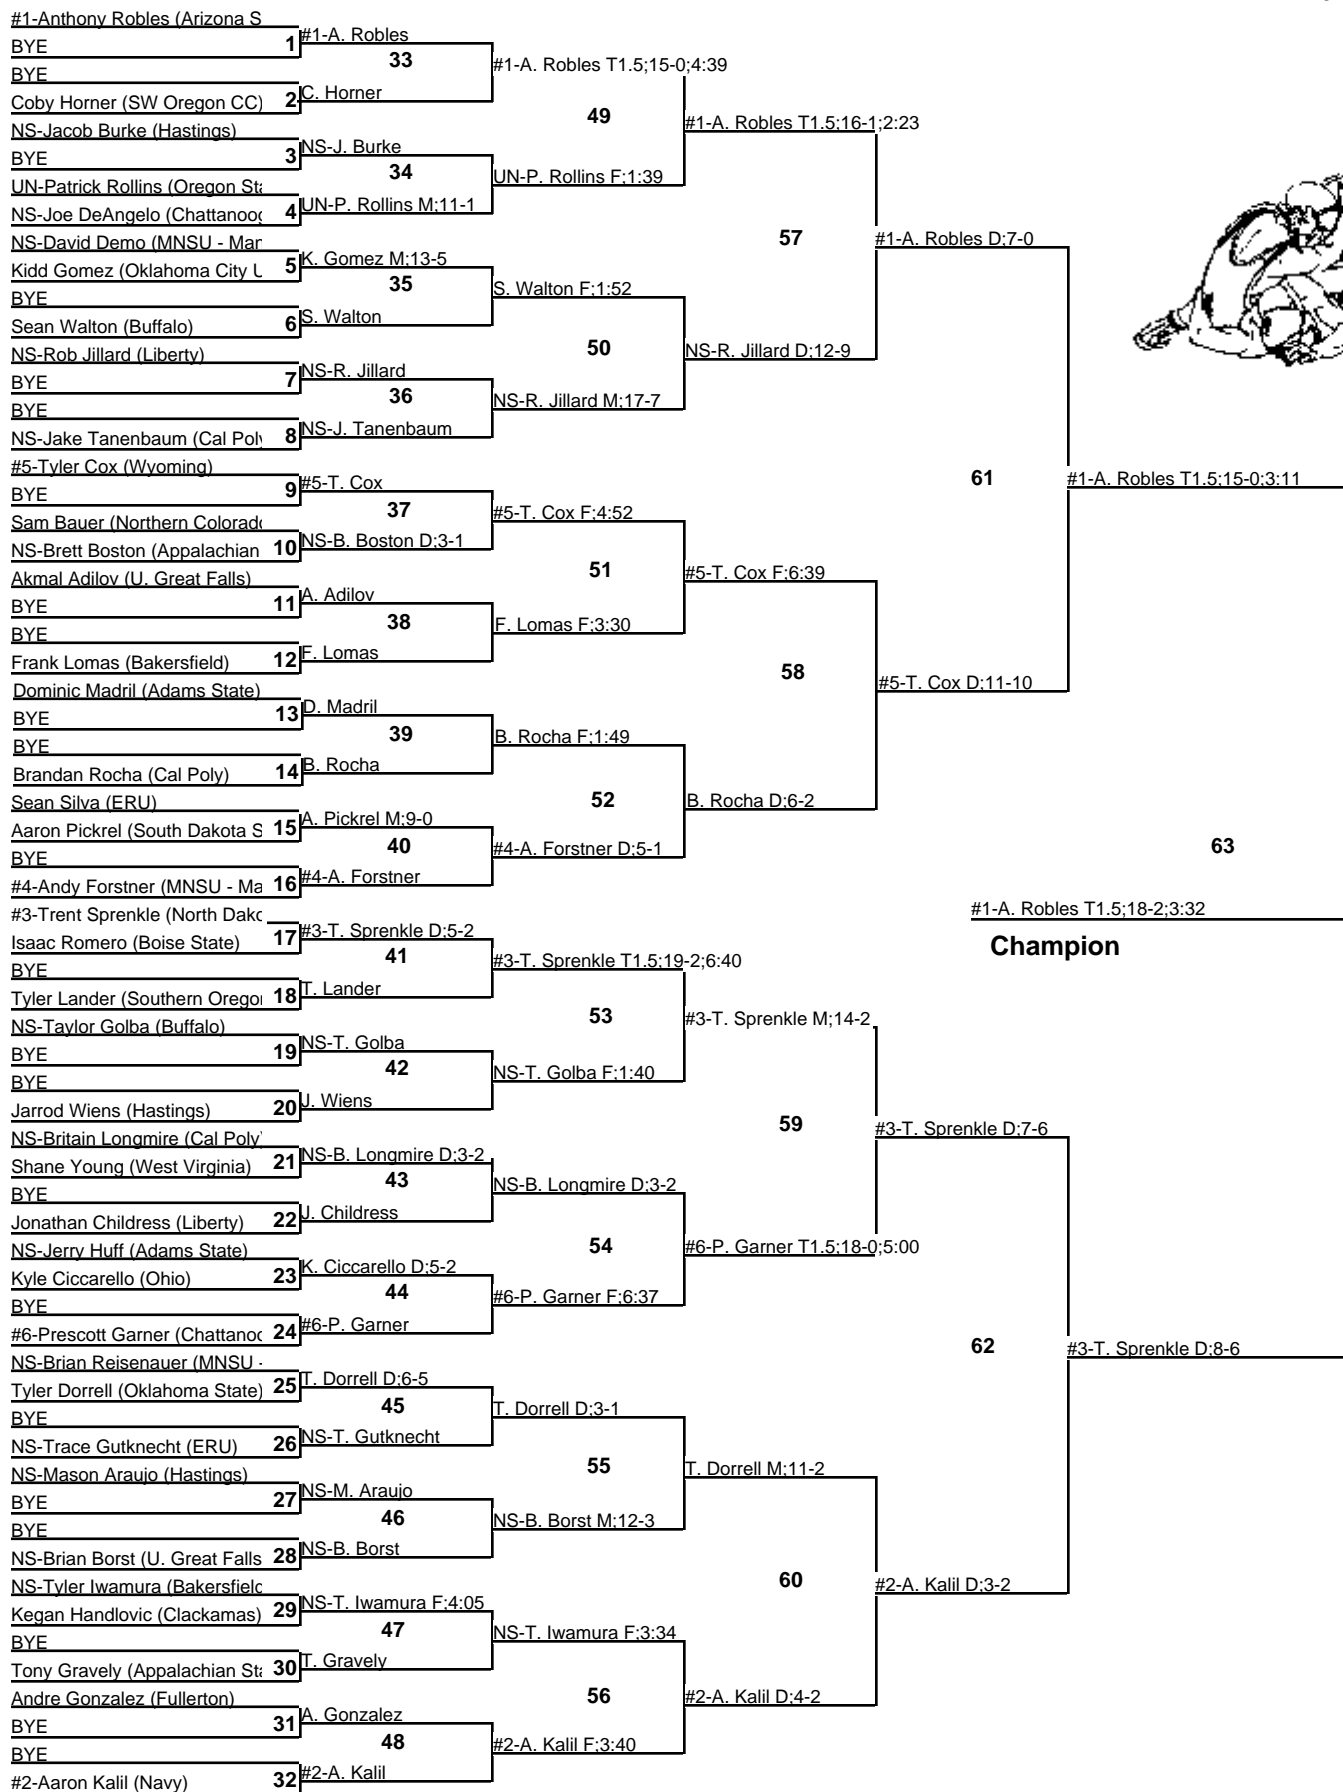 #1-Anthony Robles (Arizona S
BYE
1
BYE
Coby Horner (SW Oregon CC)
2
NS-Jacob Burke (Hastings)
BYE
3
UN-Patrick Rollins (Oregon Sta
NS-Joe DeAngelo (Chattanoog
4
NS-David Demo (MNSU - Man
Kidd Gomez (Oklahoma City U
5
BYE
Sean Walton (Buffalo)
6
NS-Rob Jillard (Liberty)
BYE
7
BYE
NS-Jake Tanenbaum (Cal Poly
8
#5-Tyler Cox (Wyoming)
BYE
9
Sam Bauer (Northern Colorado
NS-Brett Boston (Appalachian
10
Akmal Adilov (U. Great Falls)
BYE
11
BYE
Frank Lomas (Bakersfield)
12
Dominic Madril (Adams State)
BYE
13
BYE
Brandan Rocha (Cal Poly)
14
Sean Silva (ERU)
Aaron Pickrel (South Dakota S
15
BYE
#4-Andy Forstner (MNSU - Ma
16
#3-Trent Sprenkle (North Dako
Isaac Romero (Boise State)
17
BYE
Tyler Lander (Southern Oregon
18
NS-Taylor Golba (Buffalo)
BYE
19
BYE
Jarrod Wiens (Hastings)
20
NS-Britain Longmire (Cal Poly)
Shane Young (West Virginia)
21
BYE
Jonathan Childress (Liberty)
22
NS-Jerry Huff (Adams State)
Kyle Ciccarello (Ohio)
23
BYE
#6-Prescott Garner (Chattanoo
24
NS-Brian Reisenauer (MNSU -
Tyler Dorrell (Oklahoma State)
25
BYE
NS-Trace Gutknecht (ERU)
26
NS-Mason Araujo (Hastings)
BYE
27
BYE
NS-Brian Borst (U. Great Falls
28
NS-Tyler Iwamura (Bakersfield
Kegan Handlovic (Clackamas)
29
BYE
Tony Gravely (Appalachian Sta
30
Andre Gonzalez (Fullerton)
BYE
31
BYE
#2-Aaron Kalil (Navy)
32
#1-A. Robles
33
C. Horner
NS-J. Burke
34
UN-P. Rollins M;11-1
K. Gomez M;13-5
35
S. Walton
NS-R. Jillard
36
NS-J. Tanenbaum
#5-T. Cox
37
NS-B. Boston D;3-1
A. Adilov
38
F. Lomas
D. Madril
39
B. Rocha
A. Pickrel M;9-0
40
#4-A. Forstner
#3-T. Sprenkle D;5-2
41
T. Lander
NS-T. Golba
42
J. Wiens
NS-B. Longmire D;3-2
43
J. Childress
K. Ciccarello D;5-2
44
#6-P. Garner
T. Dorrell D;6-5
45
NS-T. Gutknecht
NS-M. Araujo
46
NS-B. Borst
NS-T. Iwamura F;4:05
47
T. Gravely
A. Gonzalez
48
#2-A. Kalil
#1-A. Robles T1.5;15-0;4:39
49
UN-P. Rollins F;1:39
S. Walton F;1:52
50
NS-R. Jillard M;17-7
#5-T. Cox F;4:52
51
F. Lomas F;3:30
B. Rocha F;1:49
52
#4-A. Forstner D;5-1
#3-T. Sprenkle T1.5;19-2;6:40
53
NS-T. Golba F;1:40
NS-B. Longmire D;3-2
54
#6-P. Garner F;6:37
T. Dorrell D;3-1
55
NS-B. Borst M;12-3
NS-T. Iwamura F;3:34
56
#2-A. Kalil F;3:40
#1-A. Robles T1.5;16-1;2:23
57
NS-R. Jillard D;12-9
#5-T. Cox F;6:39
58
B. Rocha D;6-2
#3-T. Sprenkle M;14-2
59
#6-P. Garner T1.5;18-0;5:00
T. Dorrell M;11-2
60
#2-A. Kalil D;4-2
#1-A. Robles D;7-0
61
#5-T. Cox D;11-10
#3-T. Sprenkle D;7-6
62
#2-A. Kalil D;3-2
#1-A. Robles T1.5;15-0;3:11
63
#3-T. Sprenkle D;8-6
#1-A. Robles T1.5;18-2;3:32
Champion